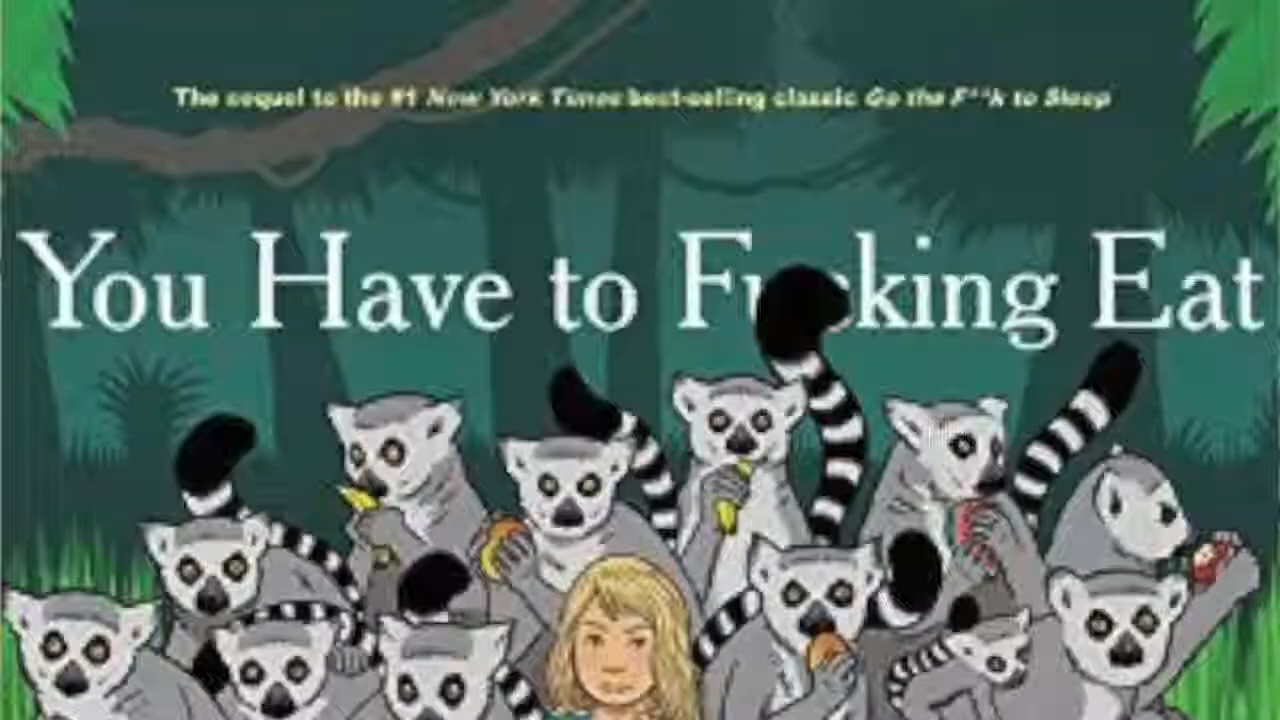 The sequel to the #1 New York Times best-selling classic Go the F**k to Sleep
You Have to Fucking Eat